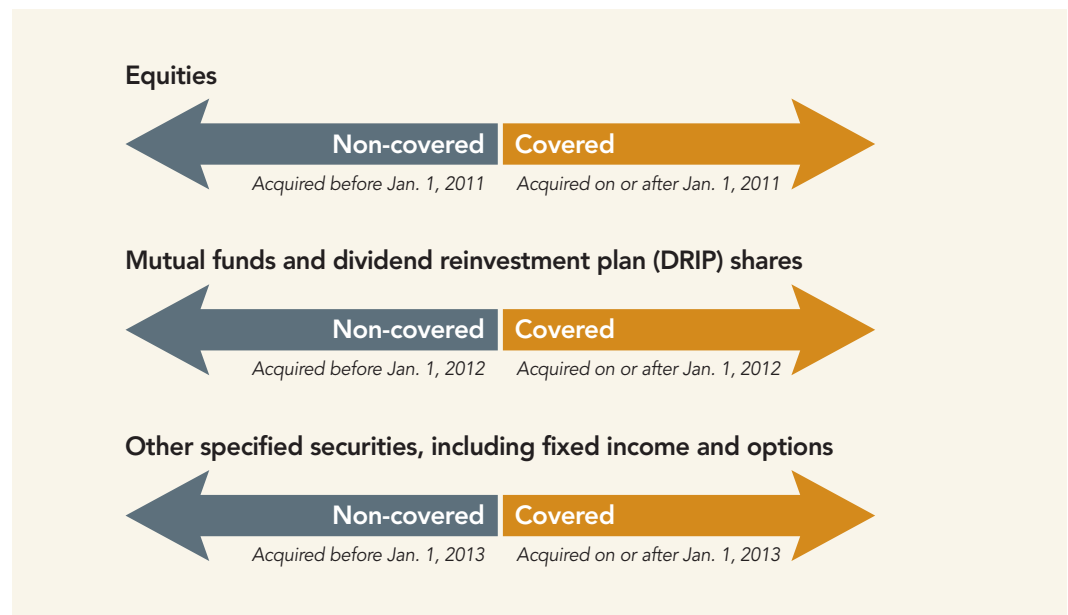 Equities
Non-covered Covered
Acquired before Jan. 1, 2011 Acquired on or after Jan. 1, 2011
Mutual funds and dividend reinvestment plan (DRIP) shares
Non-covered Covered
Acquired before Jan. 1, 2012 Acquired on or after Jan. 1, 2012
Other specified securities, including fixed income and options
Non-covered Covered
Acquired before Jan. 1, 2013 Acquired on or after Jan. 1, 2013